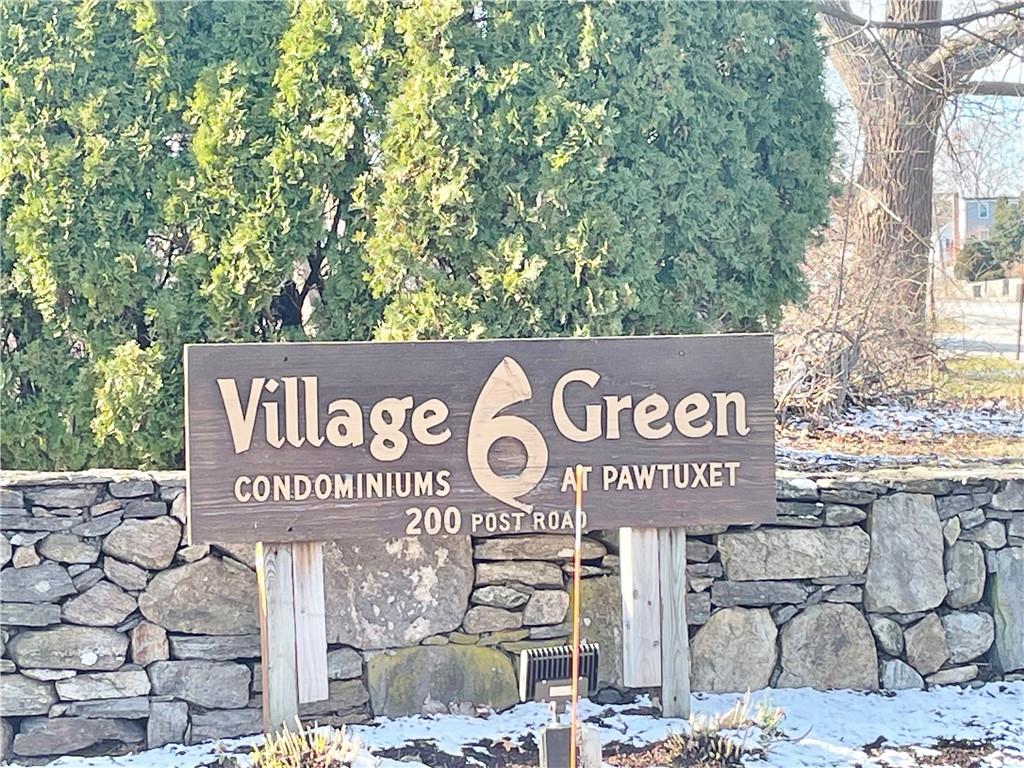 Village Green
CONDOMINIUMS AT PAWTUXET
200 POST ROAD